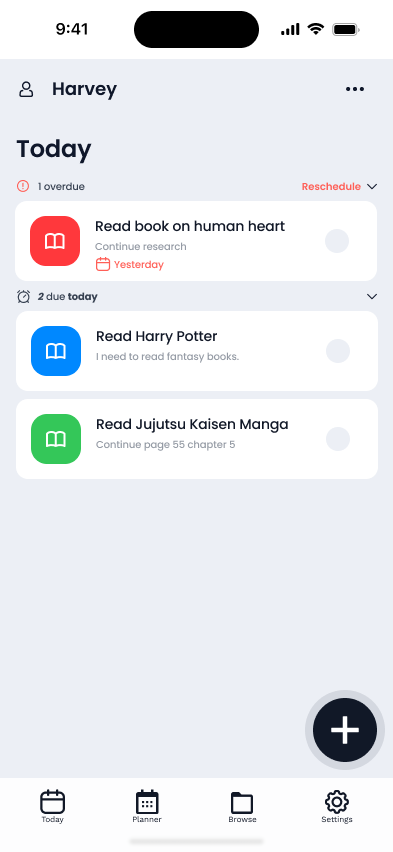 9:41
Harvey
Today
1 overdue
Reschedule
Read book on human heart
Continue research
Yesterday
2 due today
Read Harry Potter
I need to read fantasy books.
Read Jujutsu Kaisen Manga
Continue page 55 chapter 5
Today
Planner
Browse
Settings